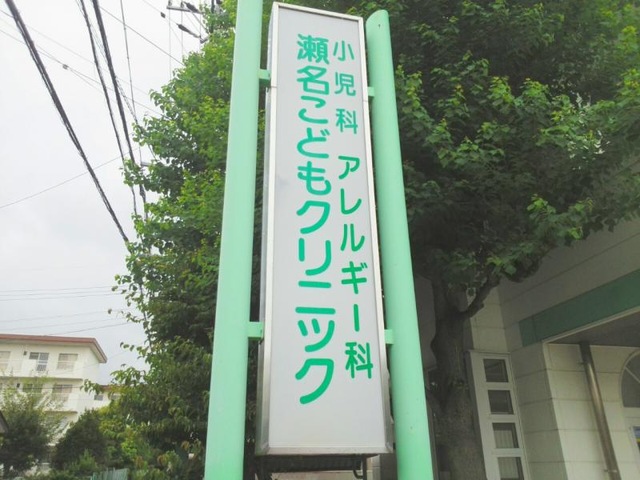 小児科 アレルギー科
瀬名こどもクリニック